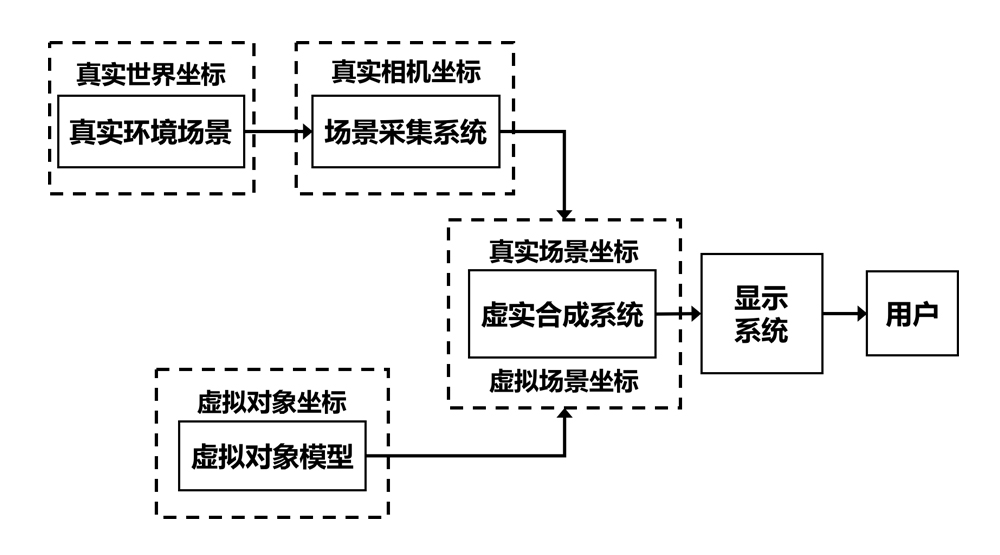 真实世界坐标
真实环境场景
真实相机坐标
场景采集系统
真实场景坐标
虚实合成系统
虚拟场景坐标
显示
系统
用户
虚拟对象坐标
虚拟对象模型